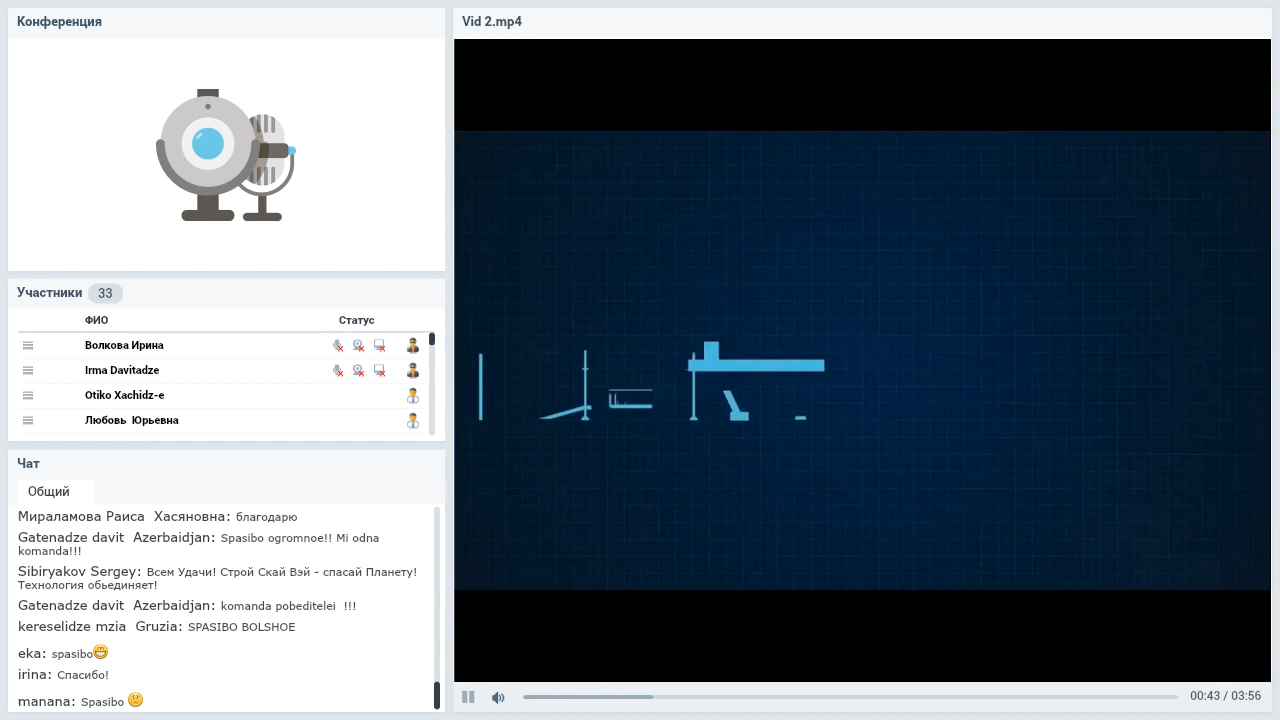 Конференция
Vid 2.mp4
Участники 33
ФИО Статус
Волкова Ирина
Irma Davitadze
Otiko Xachidz-e
Любовь Юрьевна
Чат
Общий
Мираламова Раиса Хасяновна: благодарю
Gatenadze davit Azerbaidjan: Spasibo ogromnoe!! Mi odna
komanda!!!
Sibiryakov Sergey: Всем Удачи! Строй Скай Вэй - спасай Планету!
Технология обьединяет!
Gatenadze davit Azerbaidjan: komanda pobeditelei !!!
kereselidze mzia Gruzia: SPASIBO BOLSHOE
eka: spasibo
irina: Спасибо!
manana: Spasibo
00:43 / 03:56